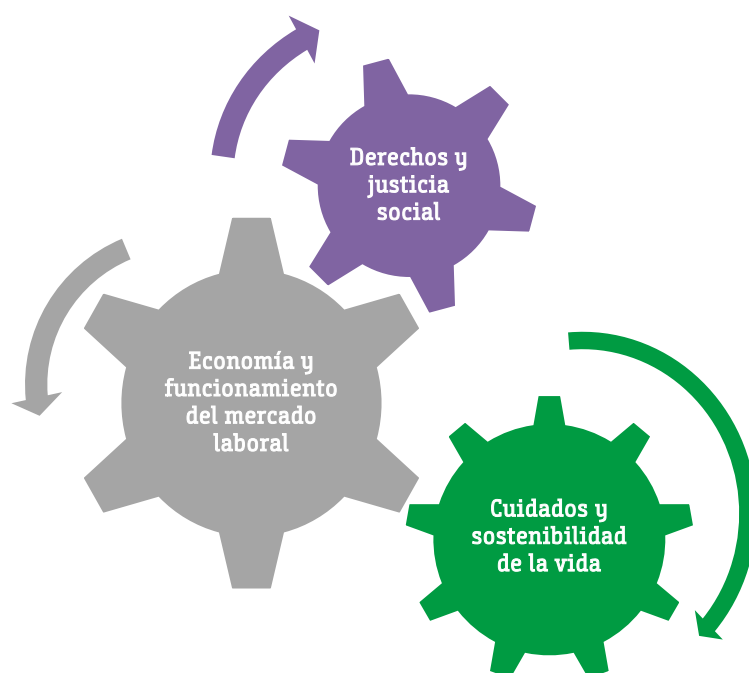 Derechos y
justicia
social
Economía y
funcionamiento
del mercado
laboral
Cuidados y
sostenibilidad
de la vida